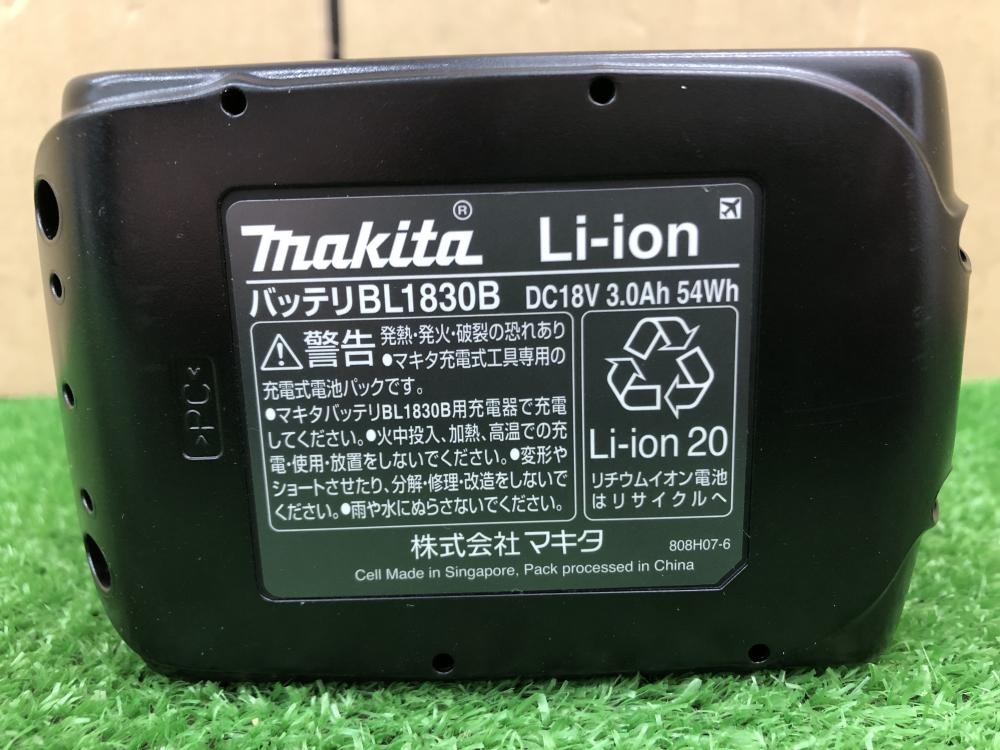 makita® Li-ion
バッテリBL1830B DC18V 3.0Ah 54Wh
警告 発熱・発火・破裂の恐れあり
●マキタ充電式工具専用の
充電式電池パックです。
●マキタバッテリBL1830B用充電器で充電
してください。●火中投入、加熱、高温での充
電・使用・放置をしないでください。●変形や
ショートさせたり、分解・修理・改造をしないで
ください。●雨や水にぬらさないでください。
Li-ion 20
リチウムイオン電池
はリサイクルへ
株式会社 マキタ 808H07-6
Cell Made in Singapore, Pack processed in China
>PC<